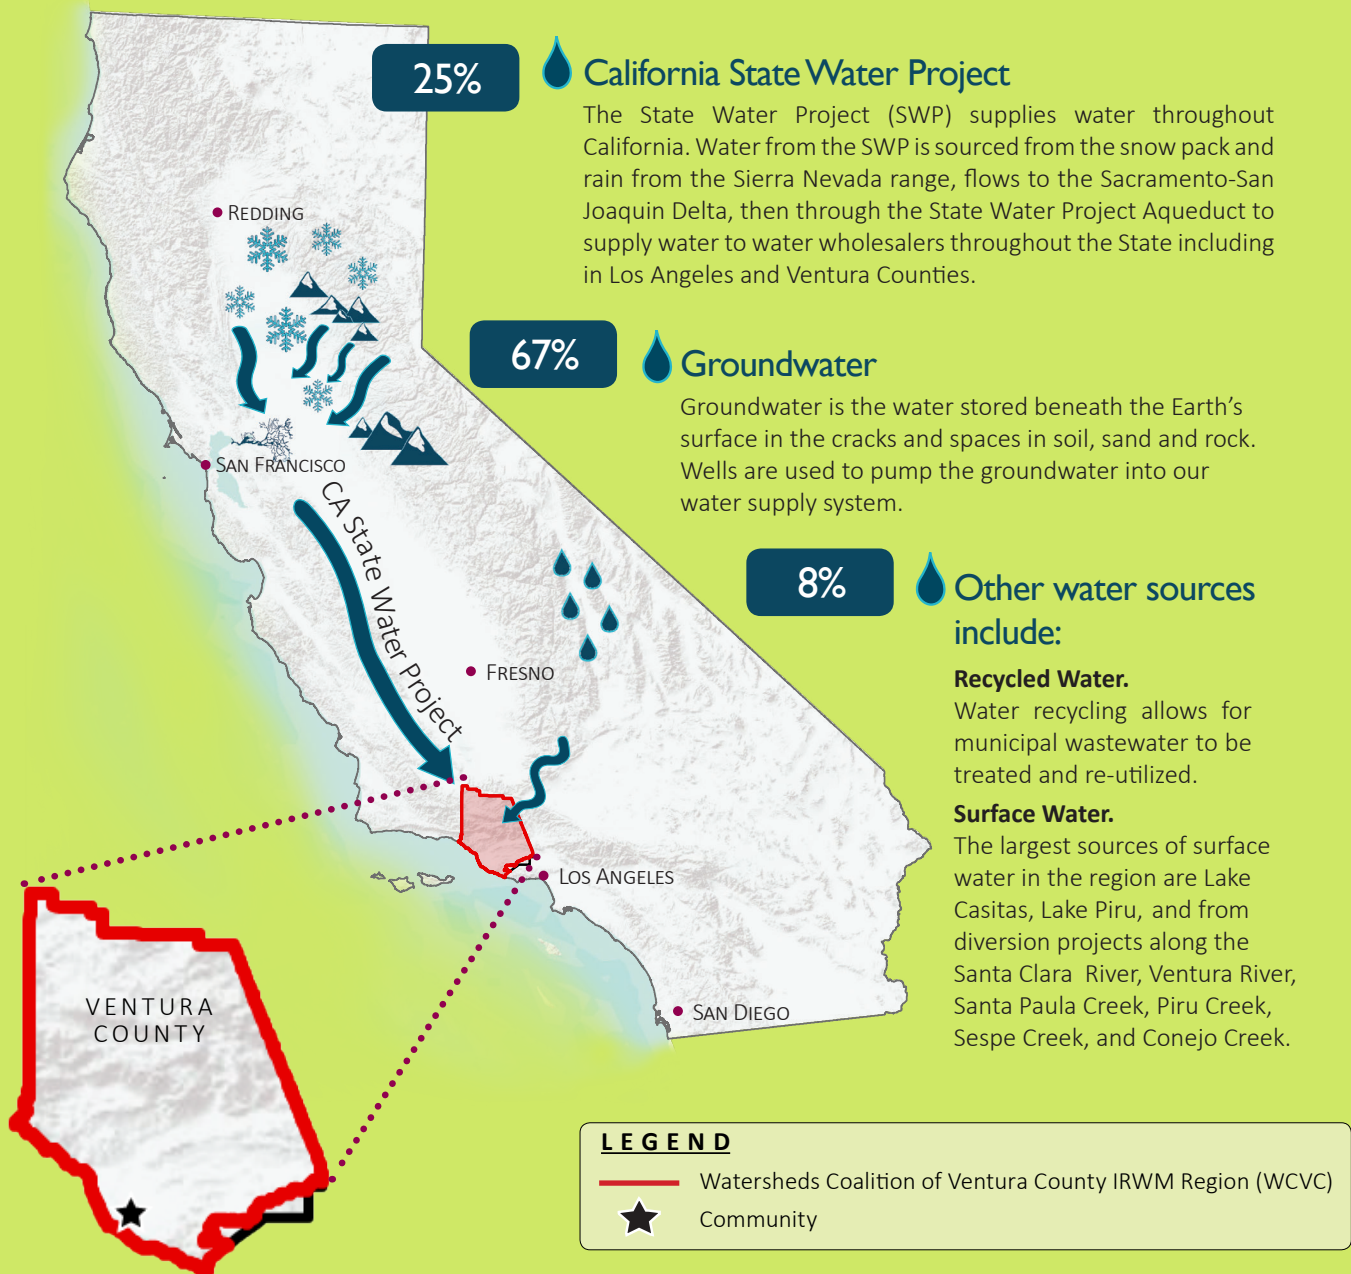 25%
California State Water Project
The State Water Project (SWP) supplies water throughout
California. Water from the SWP is sourced from the snow pack and
rain from the Sierra Nevada range, flows to the Sacramento-San
Joaquin Delta, then through the State Water Project Aqueduct to
supply water to water wholesalers throughout the State including
in Los Angeles and Ventura Counties.
REDDING
67%
Groundwater
Groundwater is the water stored beneath the Earth's
surface in the cracks and spaces in soil, sand and rock.
Wells are used to pump the groundwater into our
water supply system.
SAN FRANCISCO
CA State Water Project
8%
Other water sources
include:
Recycled Water.
Water recycling allows for
municipal wastewater to be
treated and re-utilized.
Surface Water.
The largest sources of surface
water in the region are Lake
Casitas, Lake Piru, and from
diversion projects along the
Santa Clara River, Ventura River,
Santa Paula Creek, Piru Creek,
Sespe Creek, and Conejo Creek.
FRESNO
LOS ANGELES
SAN DIEGO
VENTURA
COUNTY
LEGEND
Watersheds Coalition of Ventura County IRWM Region (WCVC)
Community